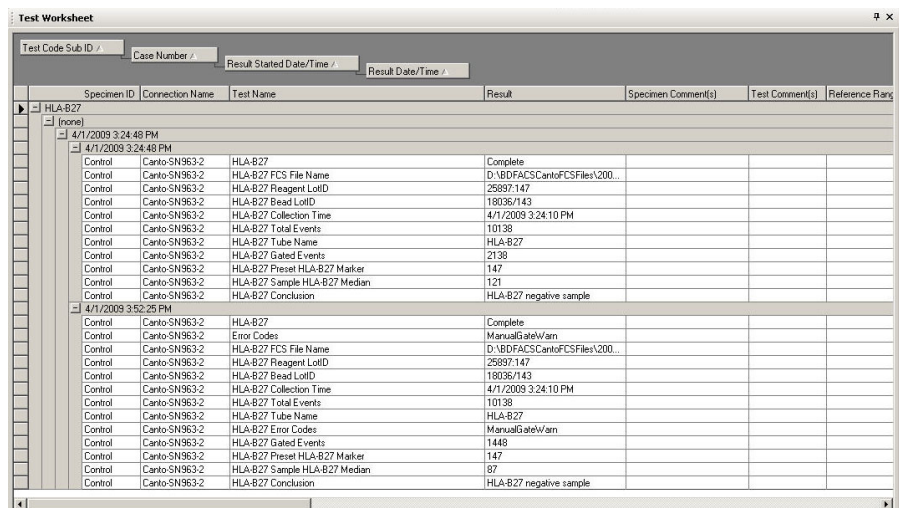 Test Worksheet
Test Code Sub ID
Case Number
Result Started Date/Time
Result Date/Time
Specimen ID Connection Name Test Name Result Specimen Comment(s) Test Comment(s) Reference Rang
HLA-B27
(none)
4/1/2009 3:24:48 PM
4/1/2009 3:24:48 PM
Control Canto-SN963-2 HLA-B27 Complete
Control Canto-SN963-2 HLA-B27 FCS File Name D:\BDFACSCantoFCSFiles\200...
Control Canto-SN963-2 HLA-B27 Reagent LotID 25897:147
Control Canto-SN963-2 HLA-B27 Bead LotID 18036/143
Control Canto-SN963-2 HLA-B27 Collection Time 4/1/2009 3:24:10 PM
Control Canto-SN963-2 HLA-B27 Total Events 10138
Control Canto-SN963-2 HLA-B27 Tube Name HLA-B27
Control Canto-SN963-2 HLA-B27 Gated Events 2138
Control Canto-SN963-2 HLA-B27 Preset HLA-B27 Marker 147
Control Canto-SN963-2 HLA-B27 Sample HLA-B27 Median 121
Control Canto-SN963-2 HLA-B27 Conclusion HLA-B27 negative sample
4/1/2009 3:52:25 PM
Control Canto-SN963-2 HLA-B27 Complete
Control Canto-SN963-2 Error Codes ManualGateWarn
Control Canto-SN963-2 HLA-B27 FCS File Name D:\BDFACSCantoFCSFiles\200...
Control Canto-SN963-2 HLA-B27 Reagent LotID 25897:147
Control Canto-SN963-2 HLA-B27 Bead LotID 18036/143
Control Canto-SN963-2 HLA-B27 Collection Time 4/1/2009 3:24:10 PM
Control Canto-SN963-2 HLA-B27 Total Events 10138
Control Canto-SN963-2 HLA-B27 Tube Name HLA-B27
Control Canto-SN963-2 HLA-B27 Error Codes ManualGateWarn
Control Canto-SN963-2 HLA-B27 Gated Events 1448
Control Canto-SN963-2 HLA-B27 Preset HLA-B27 Marker 147
Control Canto-SN963-2 HLA-B27 Sample HLA-B27 Median 87
Control Canto-SN963-2 HLA-B27 Conclusion HLA-B27 negative sample